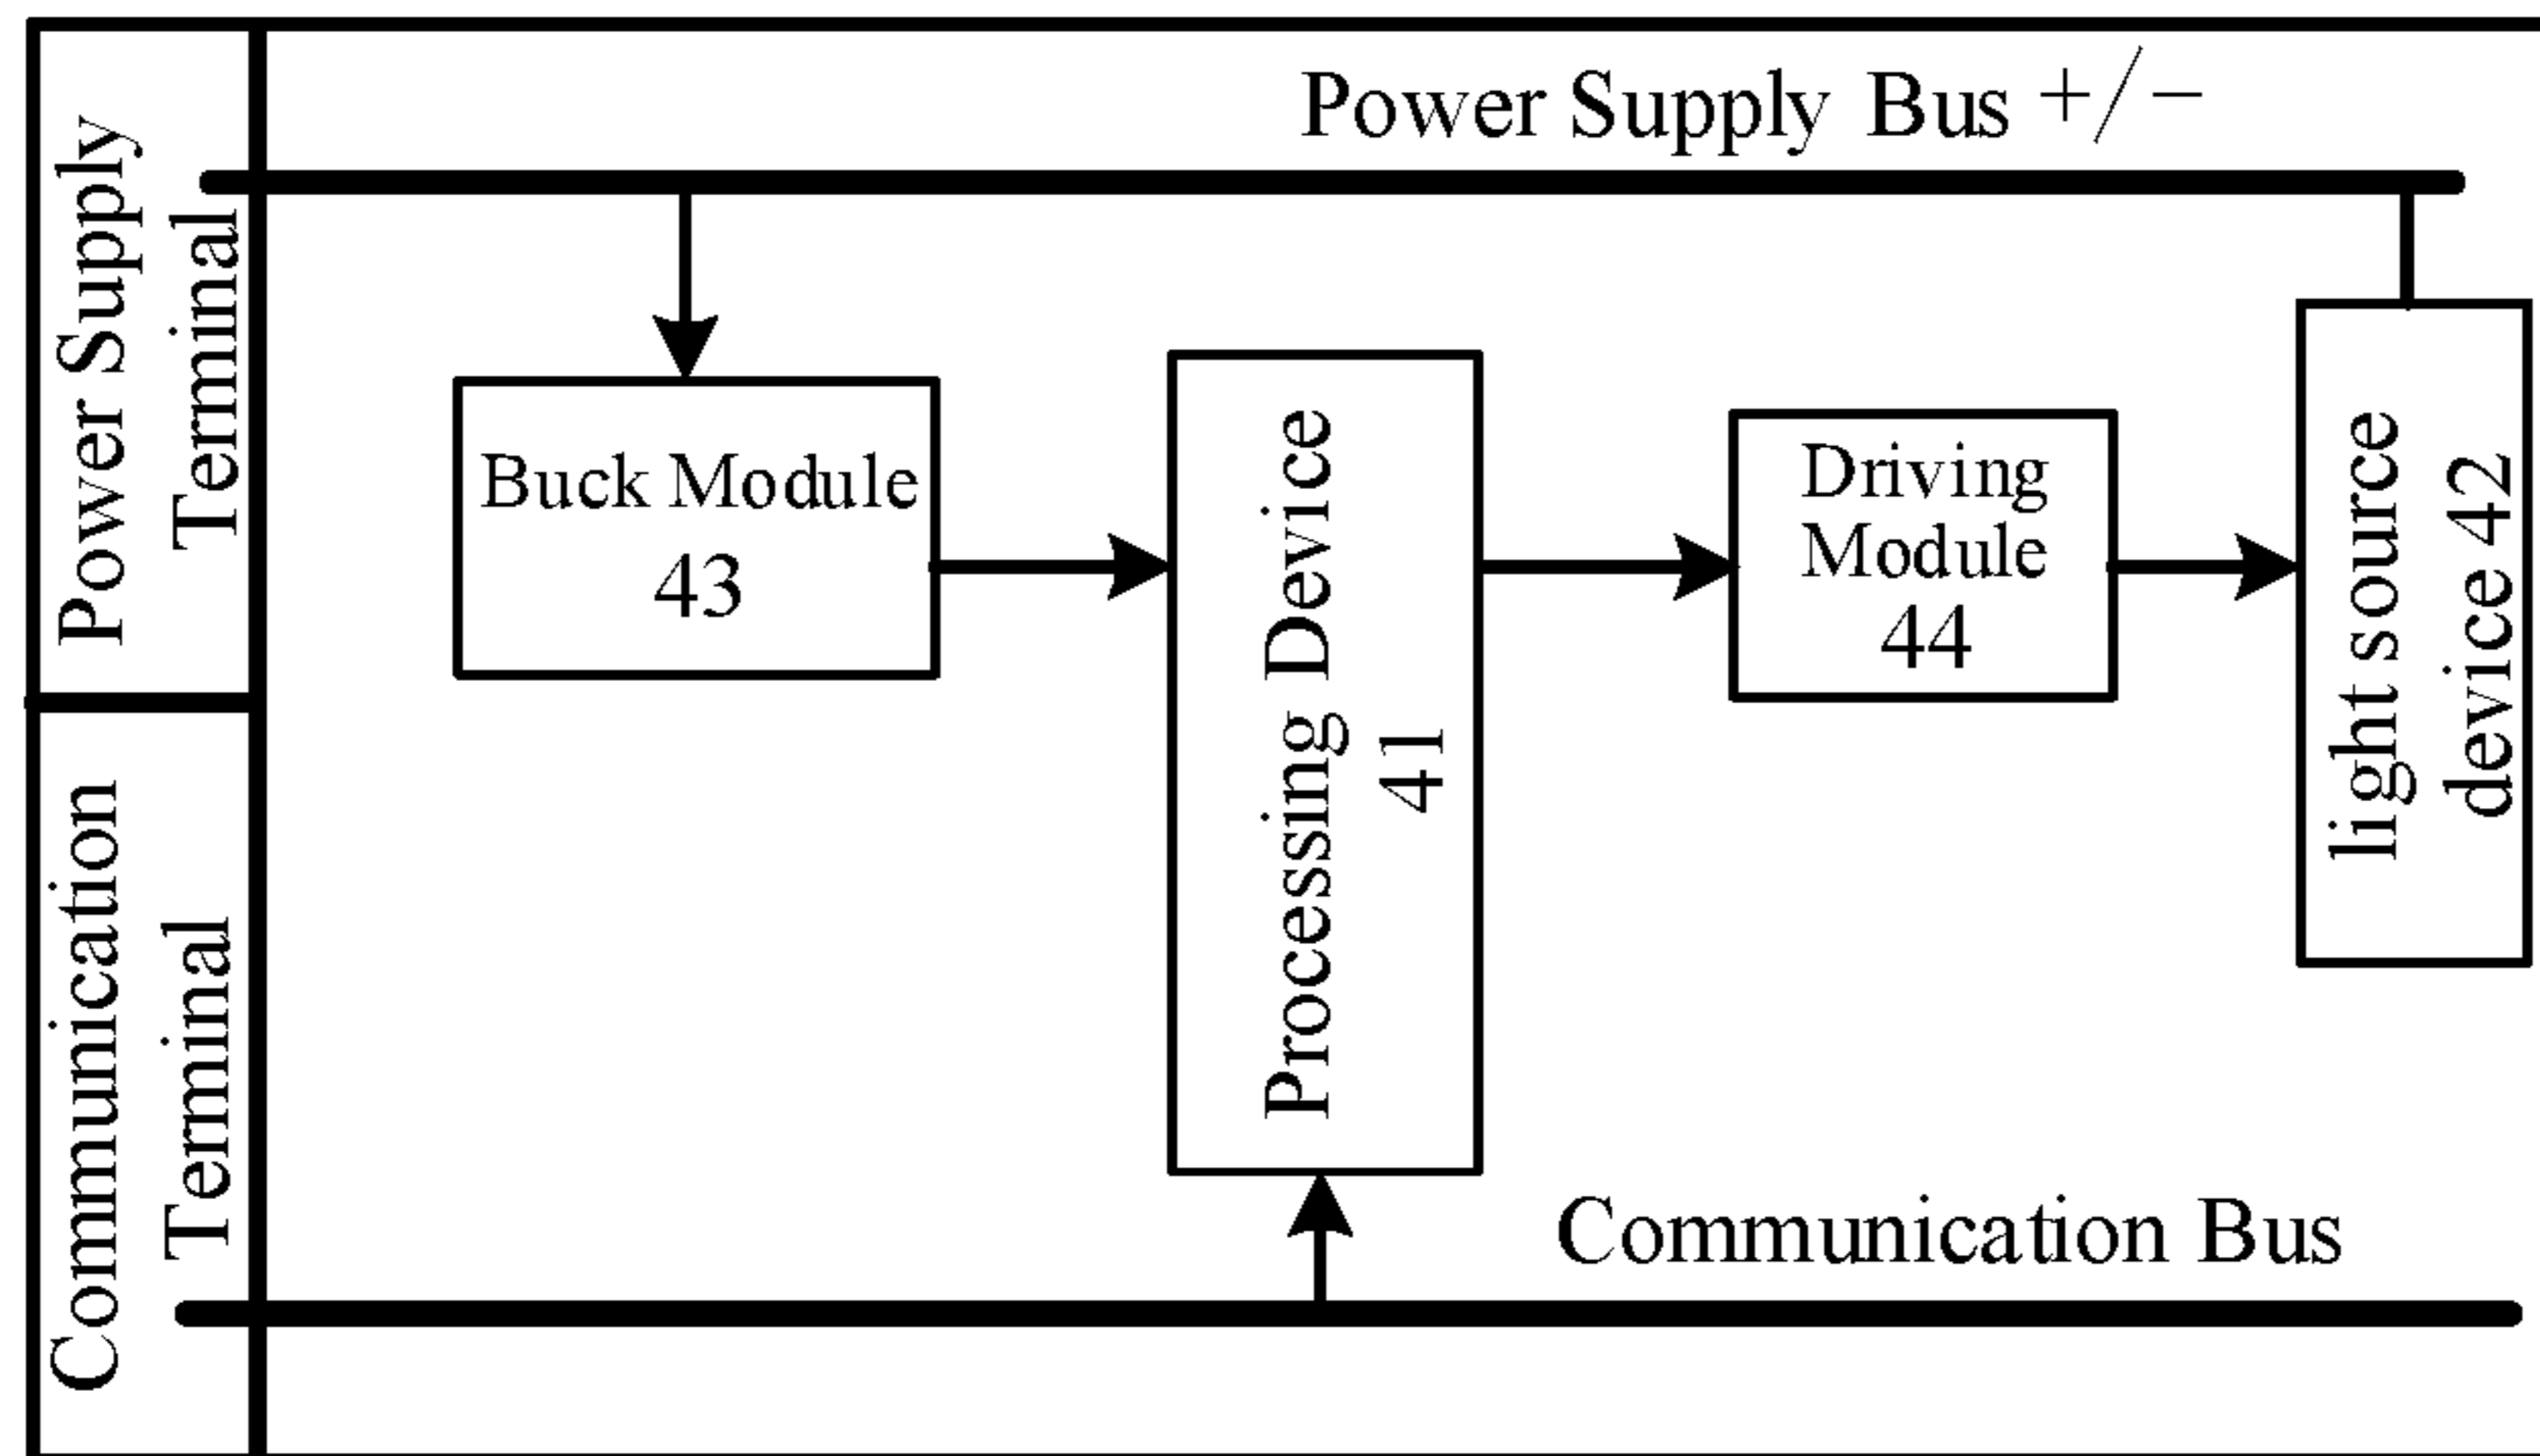 Power Supply Bus +/−
Power Supply
Terminal
Buck Module
43
Processing Device
41
Driving
Module
44
light source
device 42
Communication
Terminal
Communication Bus